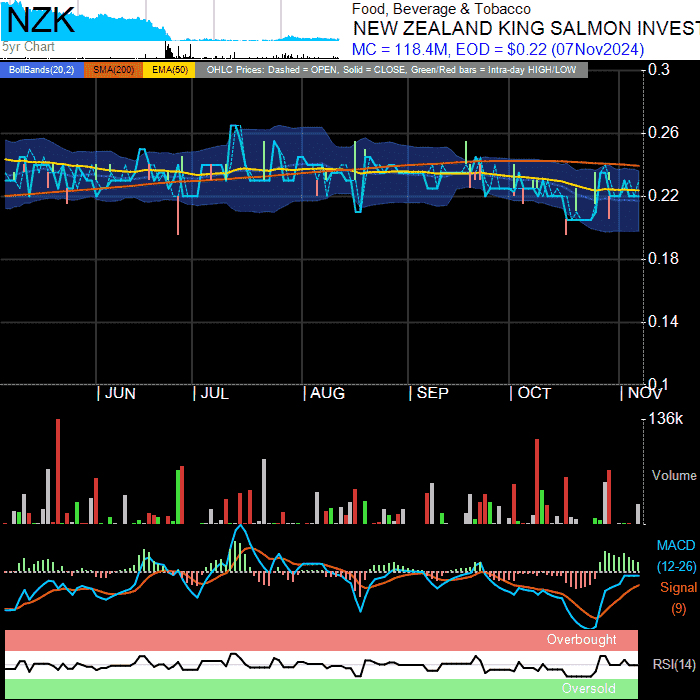 NZK
5yr Chart
Food, Beverage & Tobacco
NEW ZEALAND KING SALMON INVEST
MC = 118.4M, EOD = $0.22 (07Nov2024)
BollBands(20,2) SMA(200) EMA(50) OHLC Prices: Dashed = OPEN, Solid = CLOSE, Green/Red bars = Intra-day HIGH/LOW
0.3
0.26
0.22
0.18
0.14
0.1
JUN JUL AUG SEP OCT NOV
136k
Volume
MACD
(12-26)
Signal
(9)
Overbought
RSI(14)
Oversold